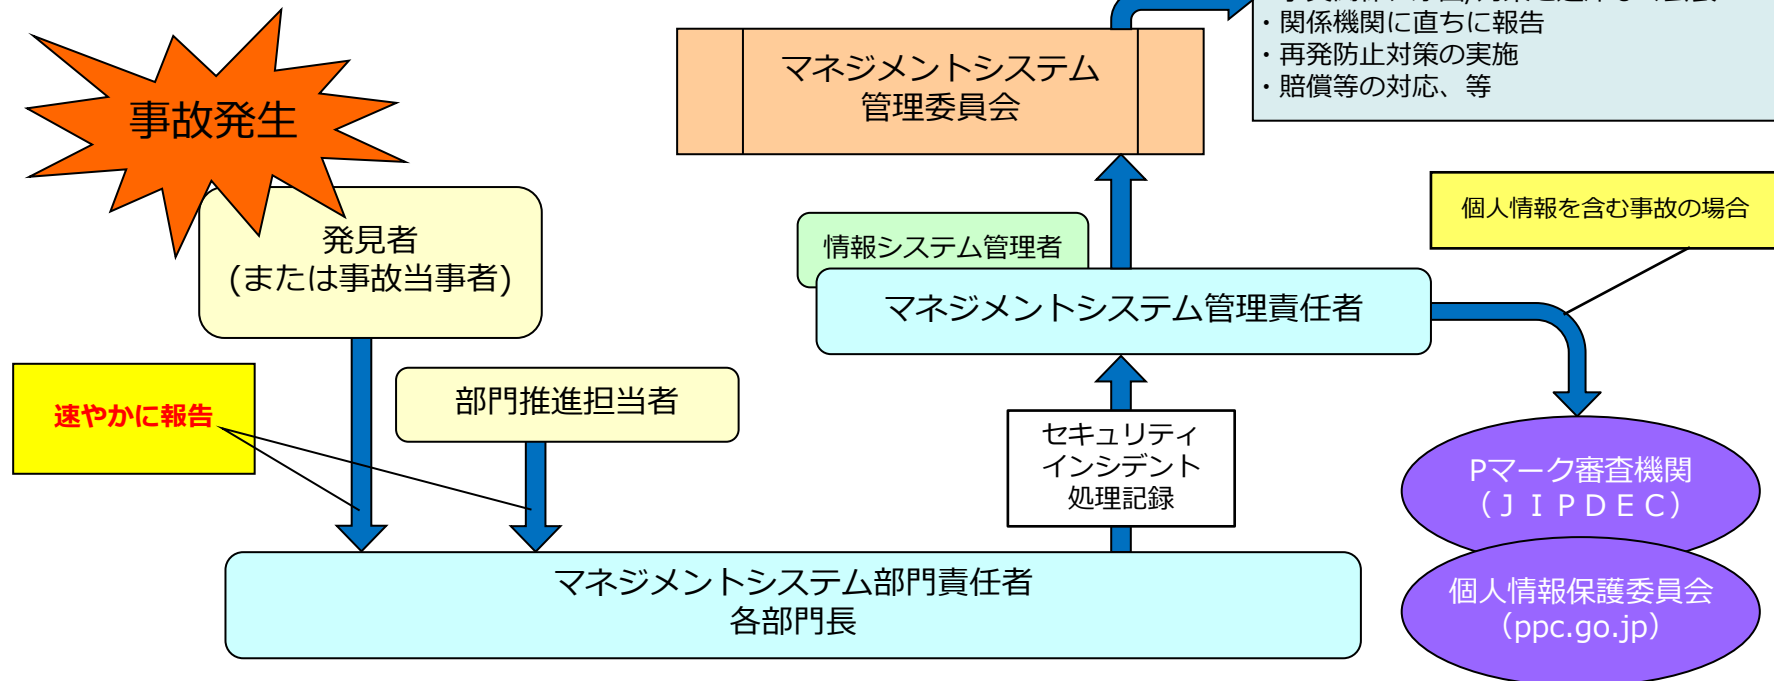 ・関係機関に直ちに報告
・再発防止対策の実施
・賠償等の対応、等
マネジメントシステム
管理委員会
事故発生
発見者
(または事故当事者)
個人情報を含む事故の場合
情報システム管理者
マネジメントシステム管理責任者
速やかに報告
部門推進担当者
セキュリティ
インシデント
処理記録
Pマーク審査機関
（ＪＩＰＤＥＣ）
マネジメントシステム部門責任者
各部門長
個人情報保護委員会
（ppc.go.jp）